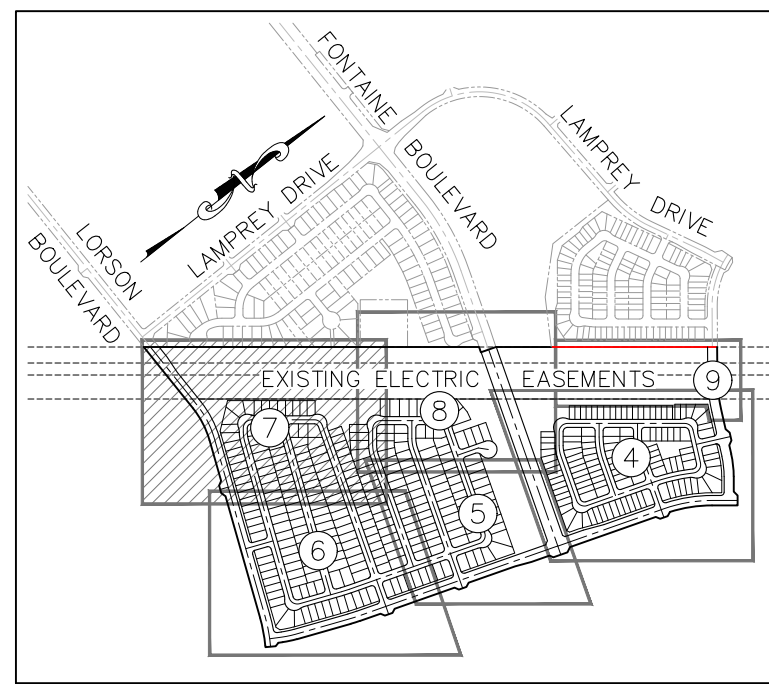 FONTAINE
BOULEVARD
LAMPREY DRIVE
LAMPREY DRIVE
N
LORSON
BOULEVARD
EXISTING ELECTRIC EASEMENTS
9
8
7
4
5
6